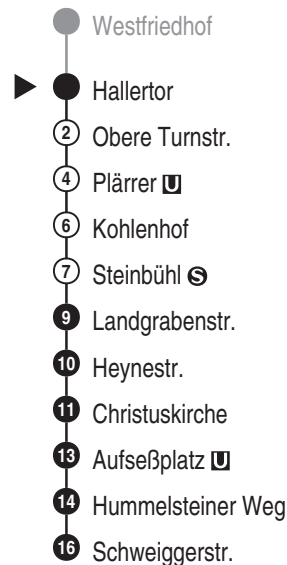 Westfriedhof
Hallertor
2 Obere Turnstr.
4 Plärrer U
6 Kohlenhof
7 Steinbühl S
9 Landgrabenstr.
10 Heynestr.
11 Christuskirche
13 Aufseßplatz U
14 Hummelsteiner Weg
16 Schweiggerstr.